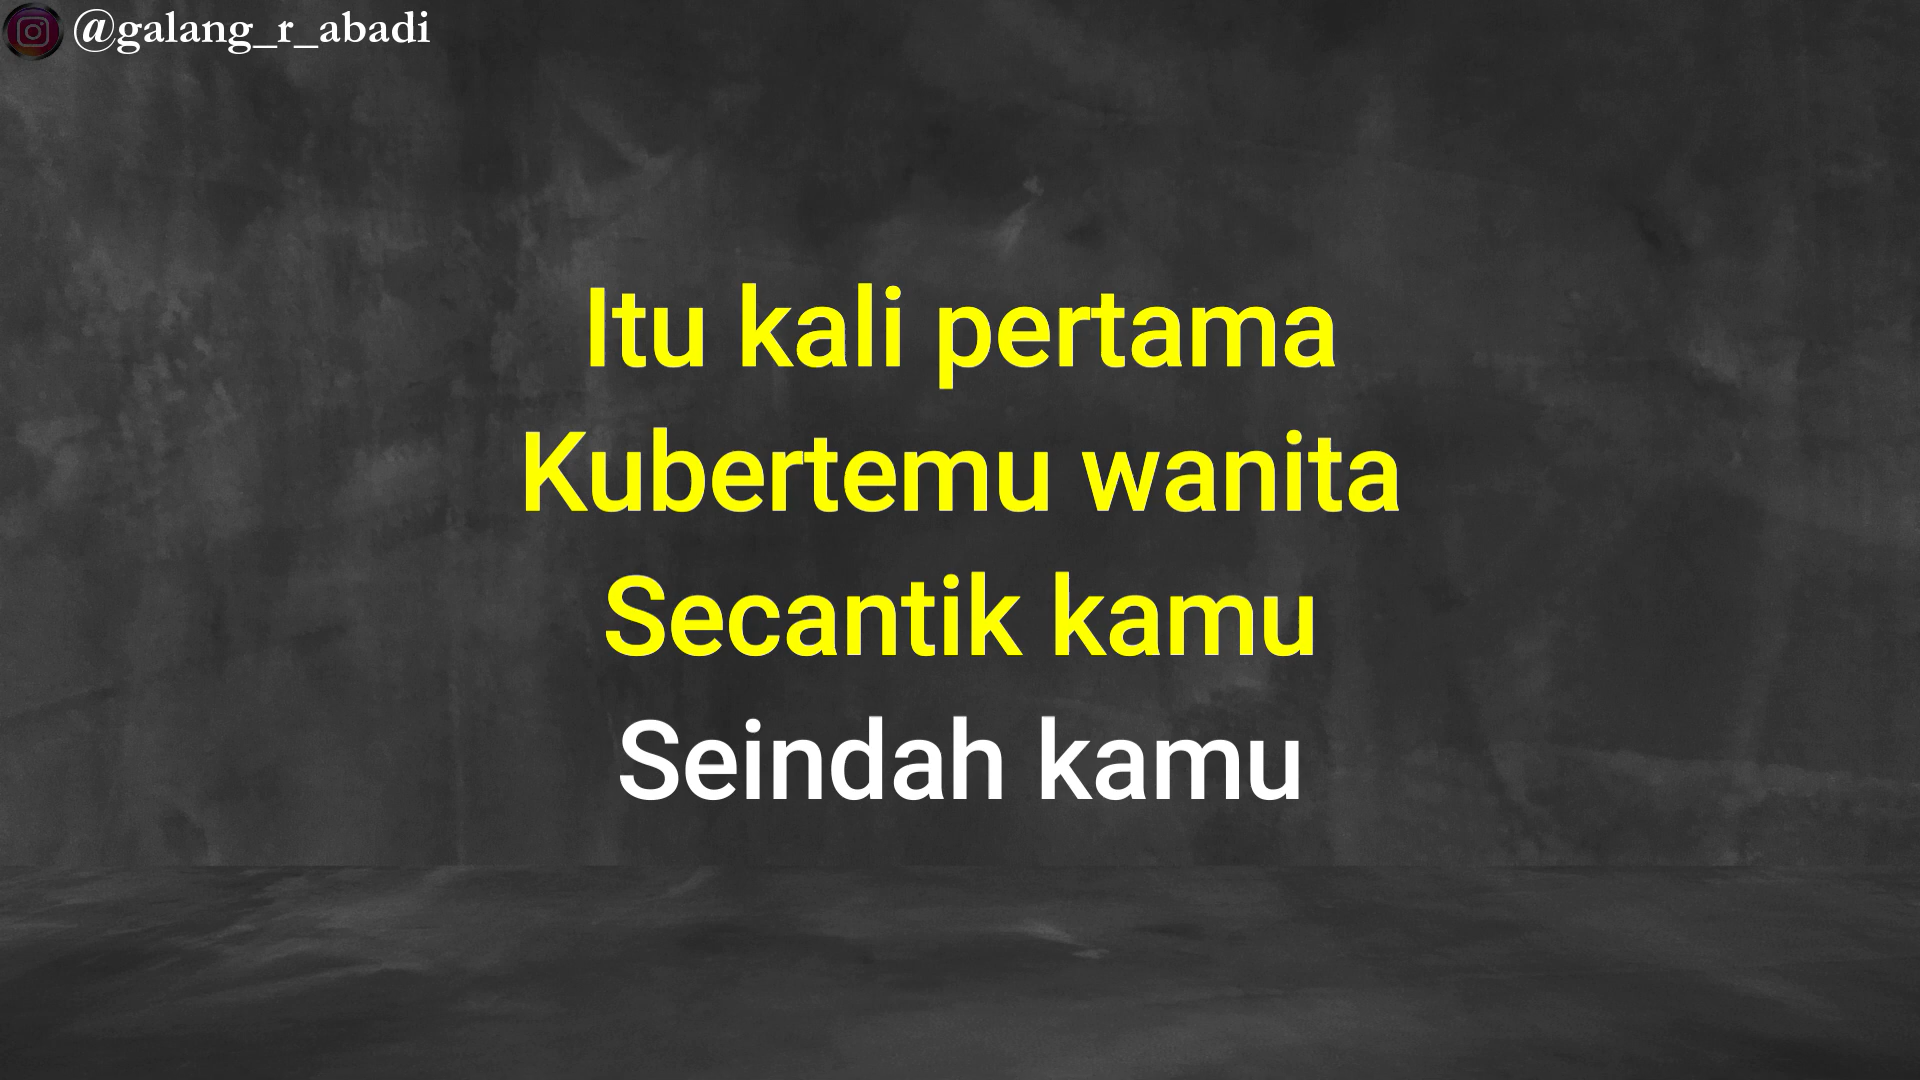 @galang_r_abadi
Itu kali pertama
Kubertemu wanita
Secantik kamu
Seindah kamu